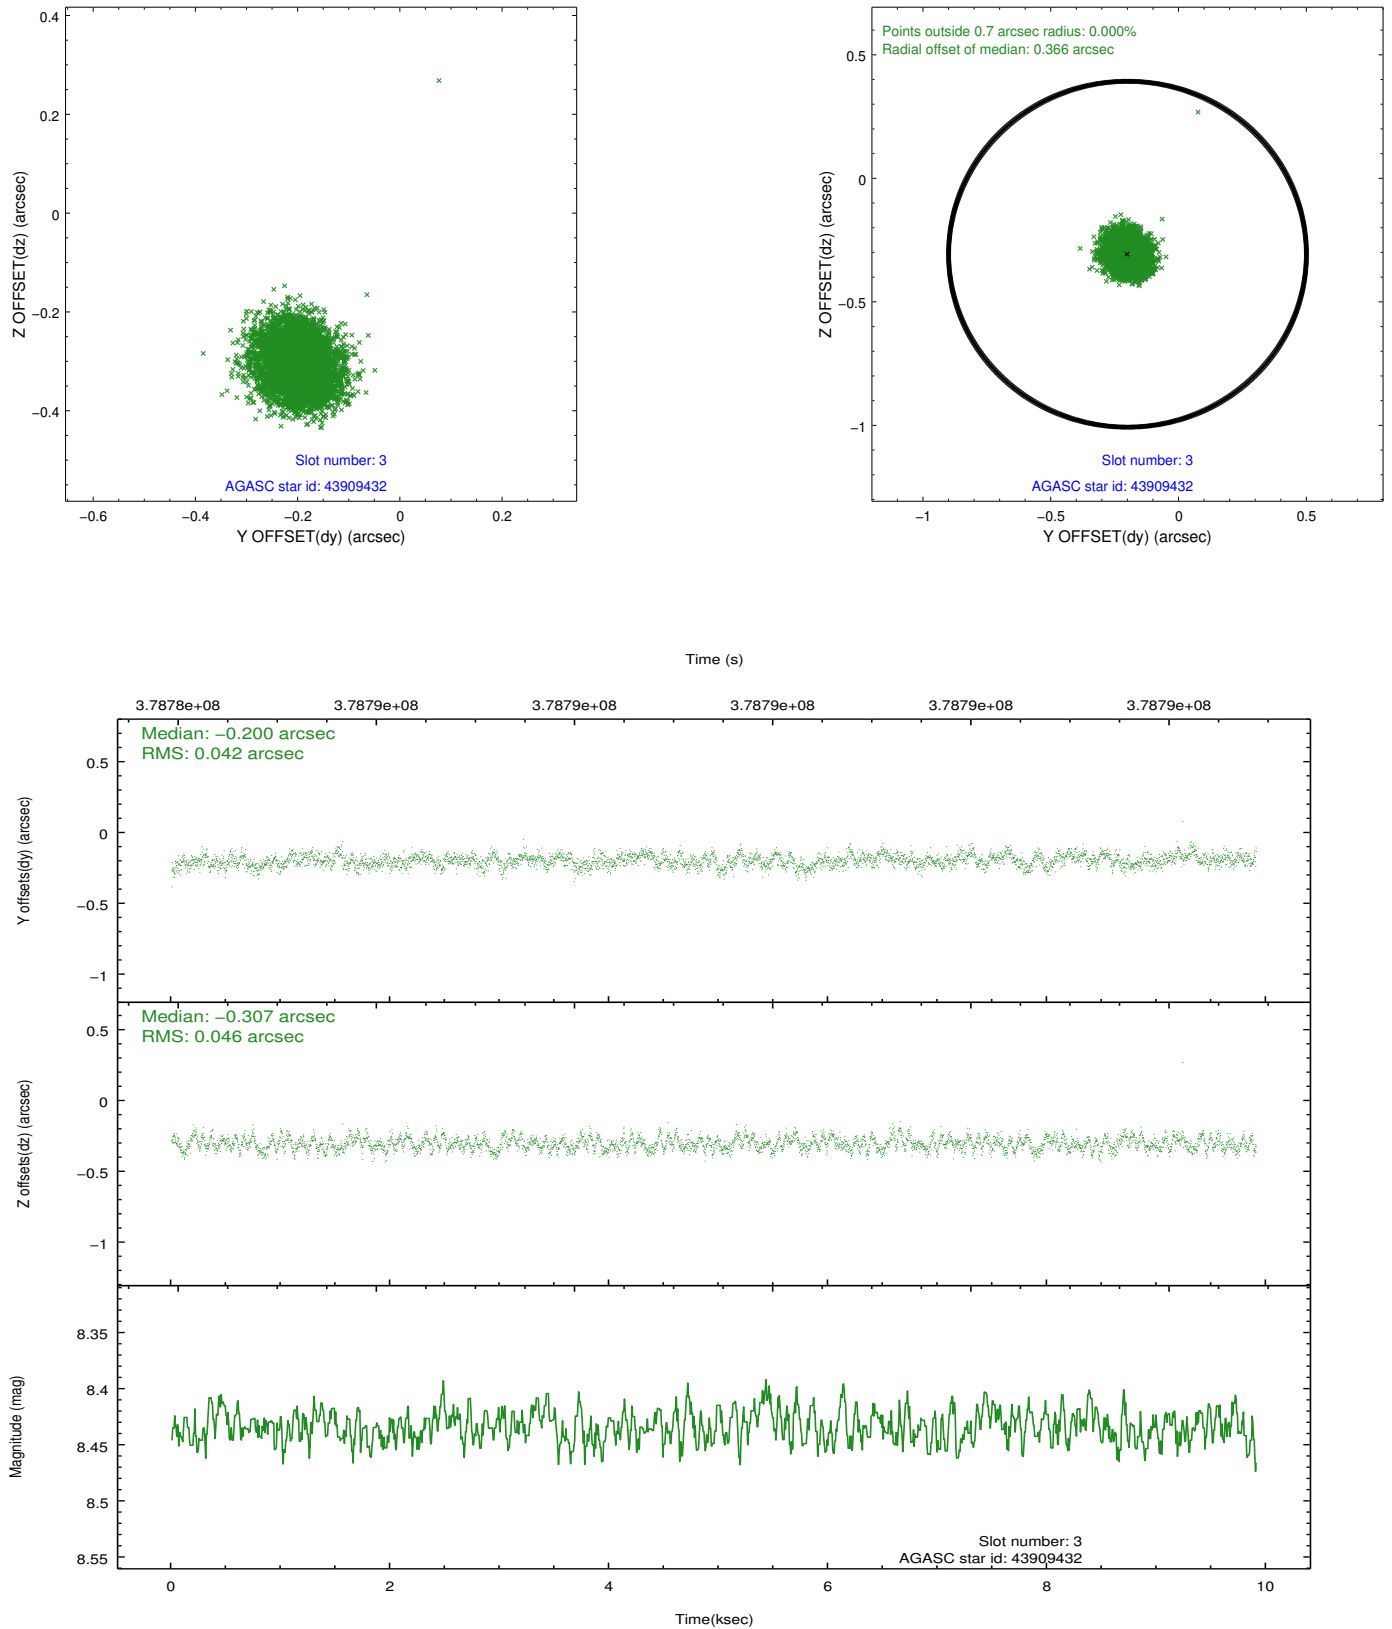 0.4
0.2
0
−0.2
−0.4
Z OFFSET(dz) (arcsec)
Slot number: 3
AGASC star id: 43909432
−0.6
−0.4
−0.2
0
0.2
Y OFFSET(dy) (arcsec)
Points outside 0.7 arcsec radius: 0.000%
Radial offset of median: 0.366 arcsec
0.5
0
−0.5
−1
Z OFFSET(dz) (arcsec)
Slot number: 3
AGASC star id: 43909432
−1
−0.5
0
0.5
Y OFFSET(dy) (arcsec)
Time (s)
3.7878e+08
3.7879e+08
3.7879e+08
3.7879e+08
3.7879e+08
3.7879e+08
Median: −0.200 arcsec
RMS: 0.042 arcsec
0.5
0
−0.5
−1
Y offsets(dy) (arcsec)
Median: −0.307 arcsec
RMS: 0.046 arcsec
0.5
0
−0.5
−1
Z offsets(dz) (arcsec)
8.35
8.4
8.45
8.5
8.55
Magnitude (mag)
Slot number: 3
AGASC star id: 43909432
0
2
4
6
8
10
Time(ksec)